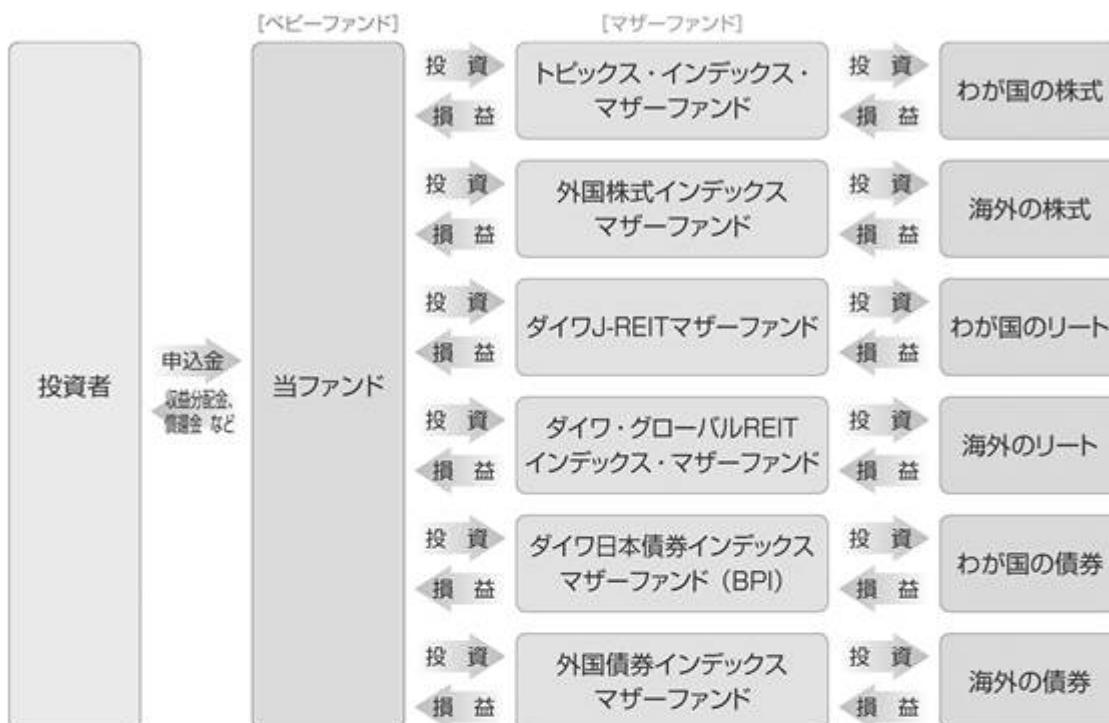 [ベビーファンド]
[マザーファンド]
投資者
申込金
収益分配金、
償還金 など
当ファンド
投 資
損 益
トピックス・インデックス・
マザーファンド
投 資
損 益
わが国の株式
投 資
損 益
外国株式インデックス
マザーファンド
投 資
損 益
海外の株式
投 資
損 益
ダイワJ-REITマザーファンド
投 資
損 益
わが国のリート
投 資
損 益
ダイワ・グローバルREIT
インデックス・マザーファンド
投 資
損 益
海外のリート
投 資
損 益
ダイワ日本債券インデックス
マザーファンド（BPI）
投 資
損 益
わが国の債券
投 資
損 益
外国債券インデックス
マザーファンド
投 資
損 益
海外の債券